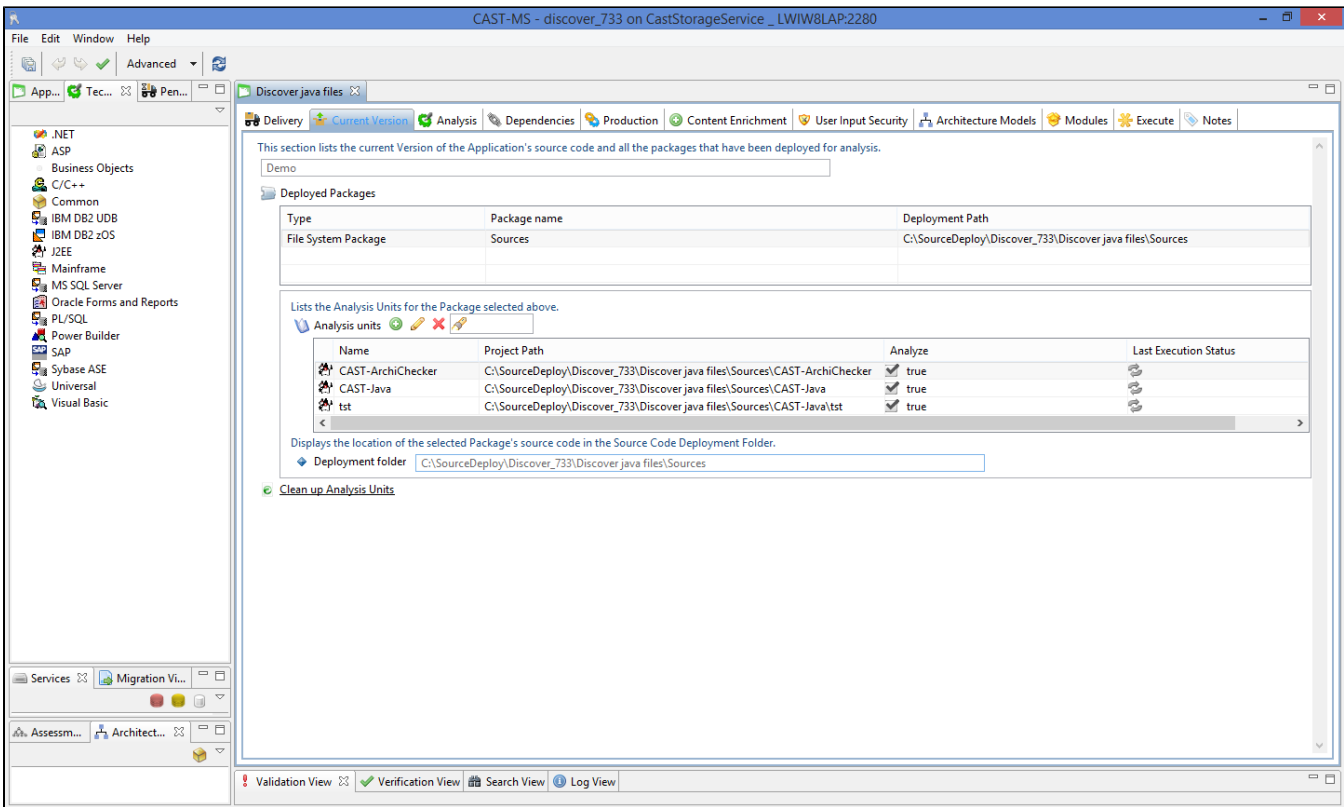 CAST-MS - discover_733 on CastStorageService _ LWIW8LAP:2280
File Edit Window Help
Advanced
App... Tec... Pen...
.NET
ASP
Business Objects
C/C++
Common
IBM DB2 UDB
IBM DB2 zOS
J2EE
Mainframe
MS SQL Server
Oracle Forms and Reports
PL/SQL
Power Builder
SAP
Sybase ASE
Universal
Visual Basic
Services Migration Vi...
Assessm... Architect...
Discover java files
Delivery Current Version Analysis Dependencies Production Content Enrichment User Input Security Architecture Models Modules Execute Notes
This section lists the current Version of the Application's source code and all the packages that have been deployed for analysis.
Demo
Deployed Packages
Type Package name Deployment Path
File System Package Sources C:\SourceDeploy\Discover_733\Discover java files\Sources
Lists the Analysis Units for the Package selected above.
Analysis units
Name Project Path Analyze Last Execution Status
CAST-ArchiChecker C:\SourceDeploy\Discover_733\Discover java files\Sources\CAST-ArchiChecker true
CAST-Java C:\SourceDeploy\Discover_733\Discover java files\Sources\CAST-Java true
tst C:\SourceDeploy\Discover_733\Discover java files\Sources\CAST-Java\tst true
Displays the location of the selected Package's source code in the Source Code Deployment Folder.
Deployment folder C:\SourceDeploy\Discover_733\Discover java files\Sources
Clean up Analysis Units
Validation View Verification View Search View Log View